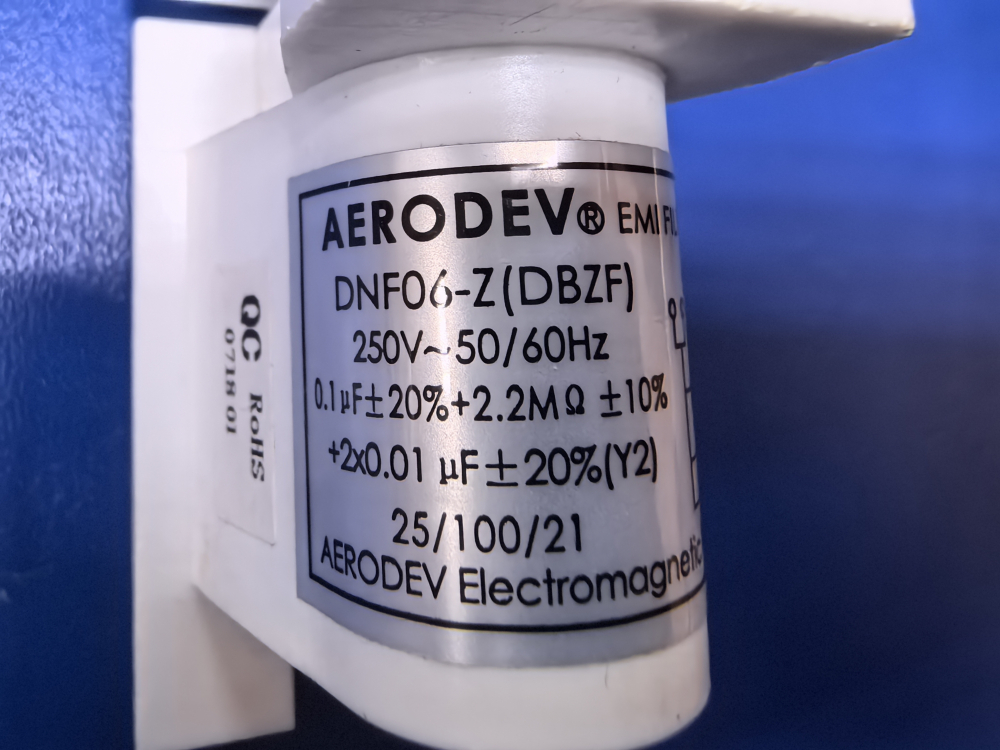 AERODEV® EMI FIL
DNF06-Z(DBZF)
250V~50/60Hz
0.1μF±20%+2.2MΩ ±10%
+2x0.01 μF±20%(Y2)
25/100/21
AERODEV Electromagnetic
QC RoHS
0718 01